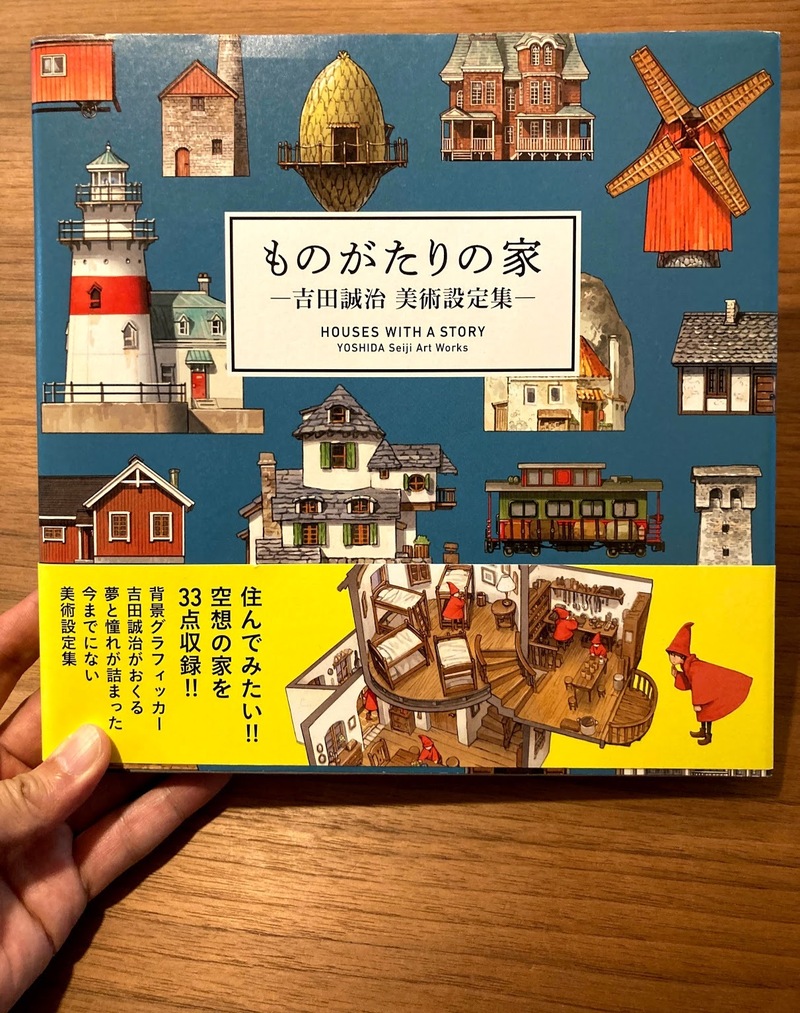 ものがたりの家
―吉田誠治 美術設定集―
HOUSES WITH A STORY
YOSHIDA Seiji Art Works
住んでみたい!!
空想の家を
33点収録!!
背景グラフィッカー
吉田誠治がおくる
夢と憧れが詰まった
今までにない
美術設定集